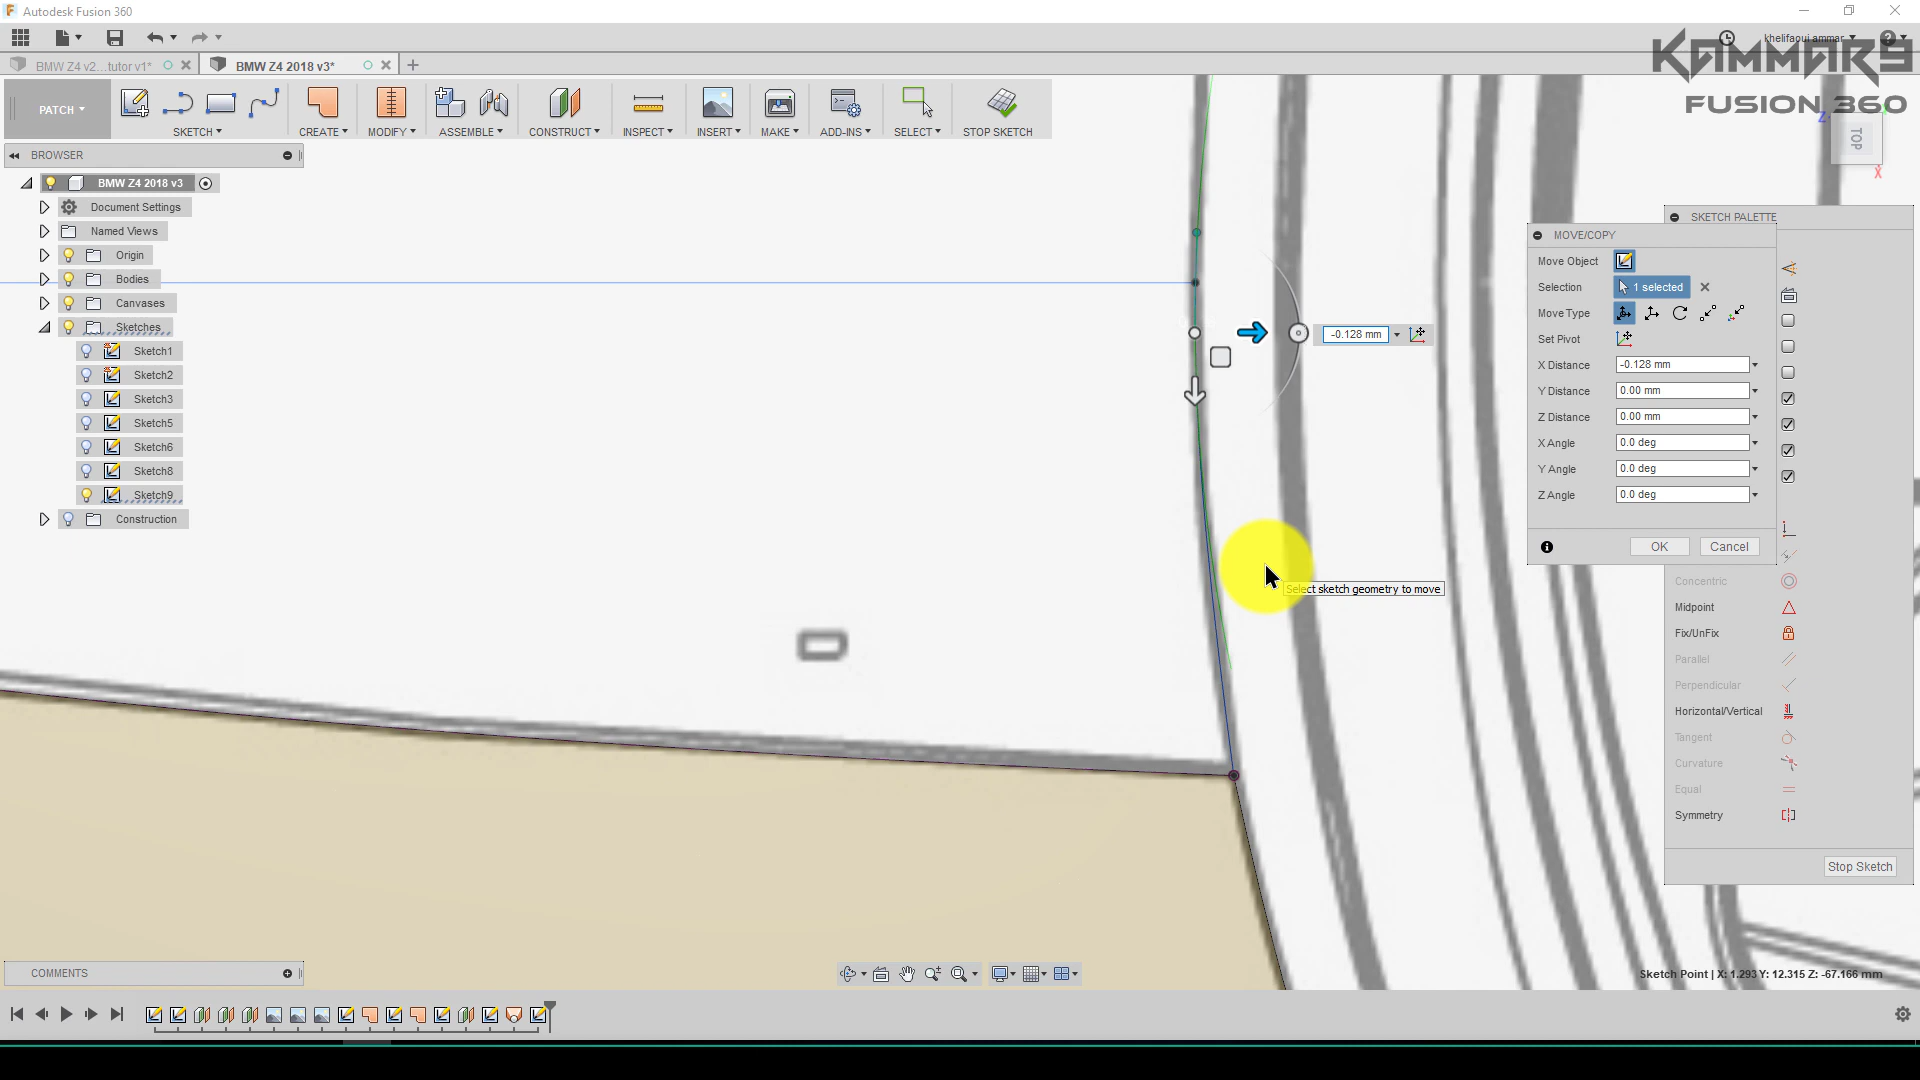 Autodesk Fusion 360
khelifaoui ammar
KAMMAR9
FUSION 360
BMW Z4 v2...tutor v1*
BMW Z4 2018 v3*
PATCH
SKETCH
CREATE
MODIFY
ASSEMBLE
CONSTRUCT
INSPECT
INSERT
MAKE
ADD-INS
SELECT
STOP SKETCH
Z
TOP
X
BROWSER
BMW Z4 2018 v3
Document Settings
Named Views
Origin
Bodies
Canvases
Sketches
Sketch1
Sketch2
Sketch3
Sketch5
Sketch6
Sketch8
Sketch9
Construction
-0.128 mm
Select sketch geometry to move
SKETCH PALETTE
MOVE/COPY
Move Object
Selection 1 selected
Move Type
Set Pivot
X Distance -0.128 mm
Y Distance 0.00 mm
Z Distance 0.00 mm
X Angle 0.0 deg
Y Angle 0.0 deg
Z Angle 0.0 deg
OK Cancel
Concentric
Midpoint
Fix/UnFix
Parallel
Perpendicular
Horizontal/Vertical
Tangent
Curvature
Equal
Symmetry
Stop Sketch
COMMENTS
Sketch Point | X: 1.293 Y: 12.315 Z: -67.166 mm